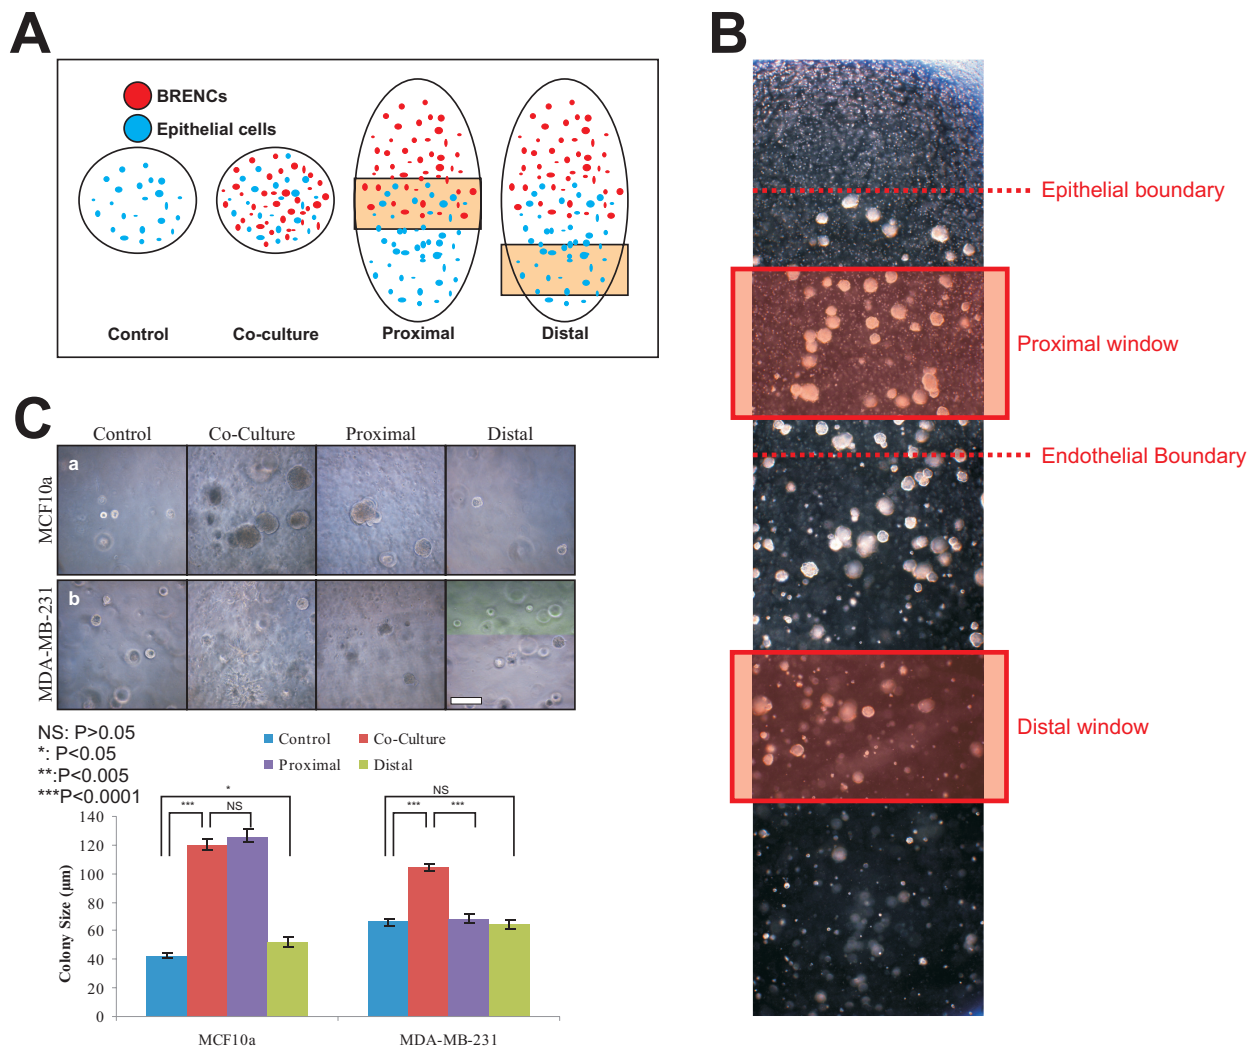 A
BRENCs
Epithelial cells
Control
Co-culture
Proximal
Distal
B
Epithelial boundary
Proximal window
Endothelial Boundary
Distal window
C
Control
Co-Culture
Proximal
Distal
MCF10a
a
MDA-MB-231
b
NS: P>0.05
*: P<0.05
**:P<0.005
***P<0.0001
Control
Co-Culture
Proximal
Distal
*
***
NS
NS
***
***
Colony Size (µm)
140
120
100
80
60
40
20
0
MCF10a
MDA-MB-231